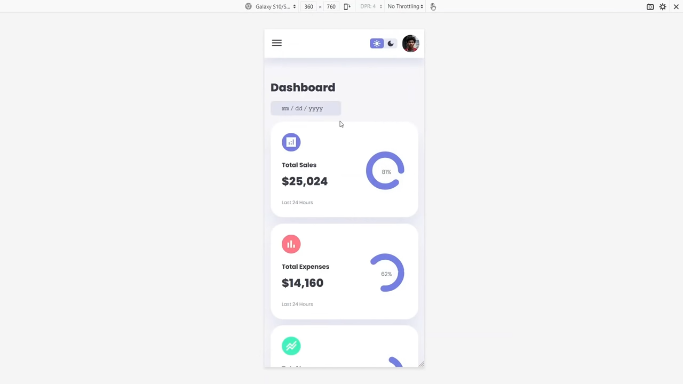 Galaxy S10/S... 360 × 760 DPR: 4 No Throttling
Dashboard
mm / dd / yyyy
Total Sales
$25,024
81%
Last 24 Hours
Total Expenses
$14,160
62%
Last 24 Hours